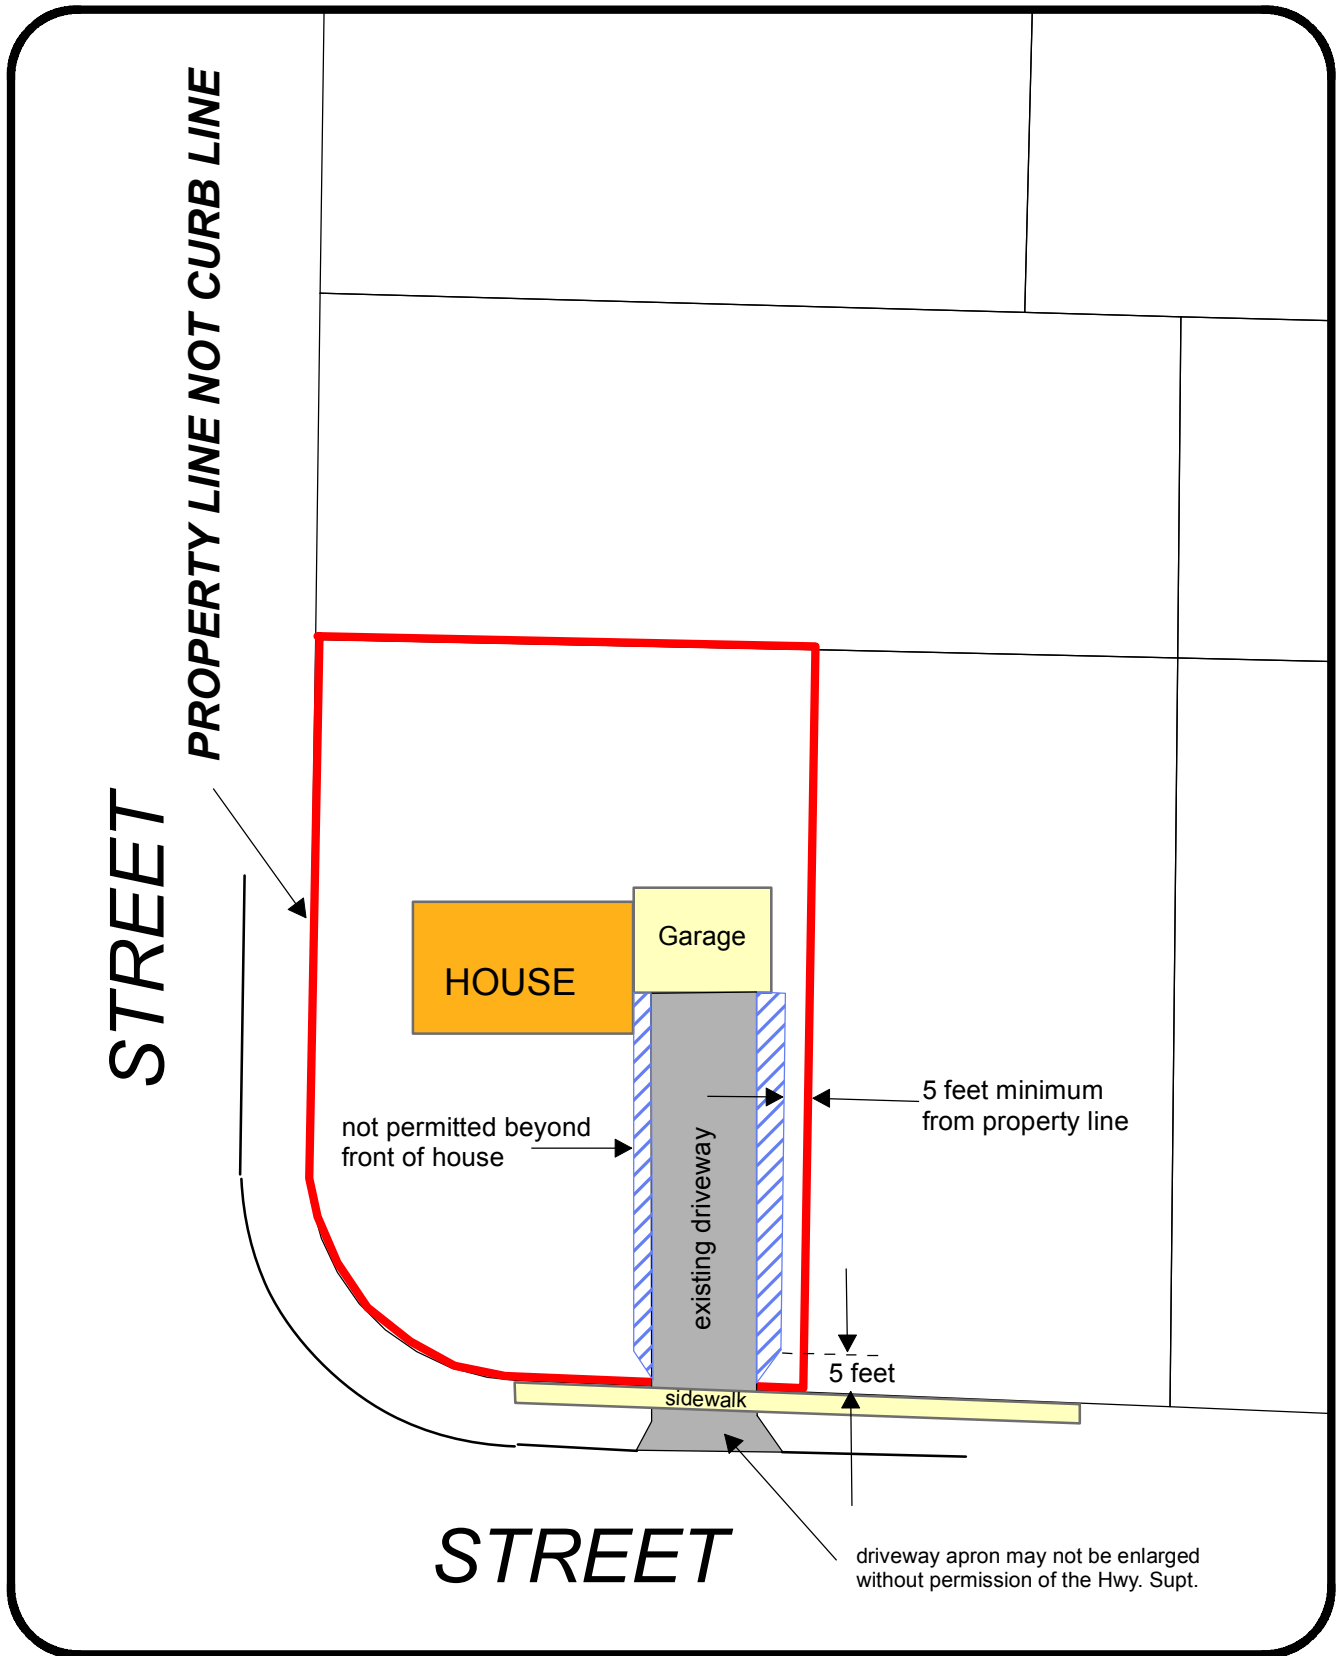 PROPERTY LINE NOT CURB LINE
STREET
Garage
HOUSE
5 feet minimum
from property line
not permitted beyond
front of house
existing driveway
5 feet
sidewalk
STREET
driveway apron may not be enlarged
without permission of the Hwy. Supt.